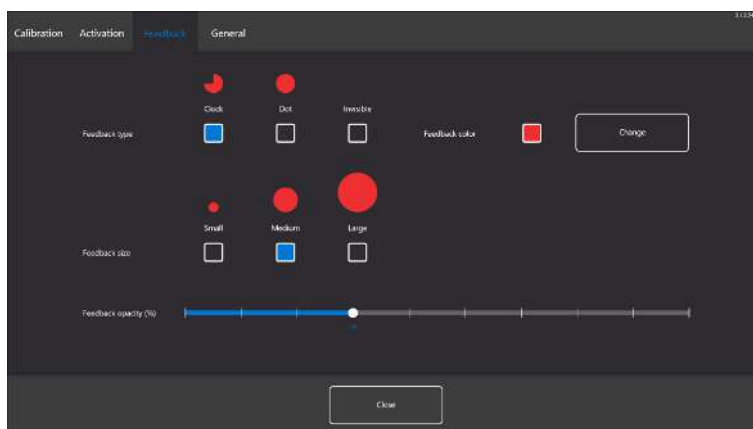 Calibration Activation Feedback General
Clock Dot Invisible
Feedback type Feedback color Change
Small Medium Large
Feedback size
Feedback opacity (%)
Close